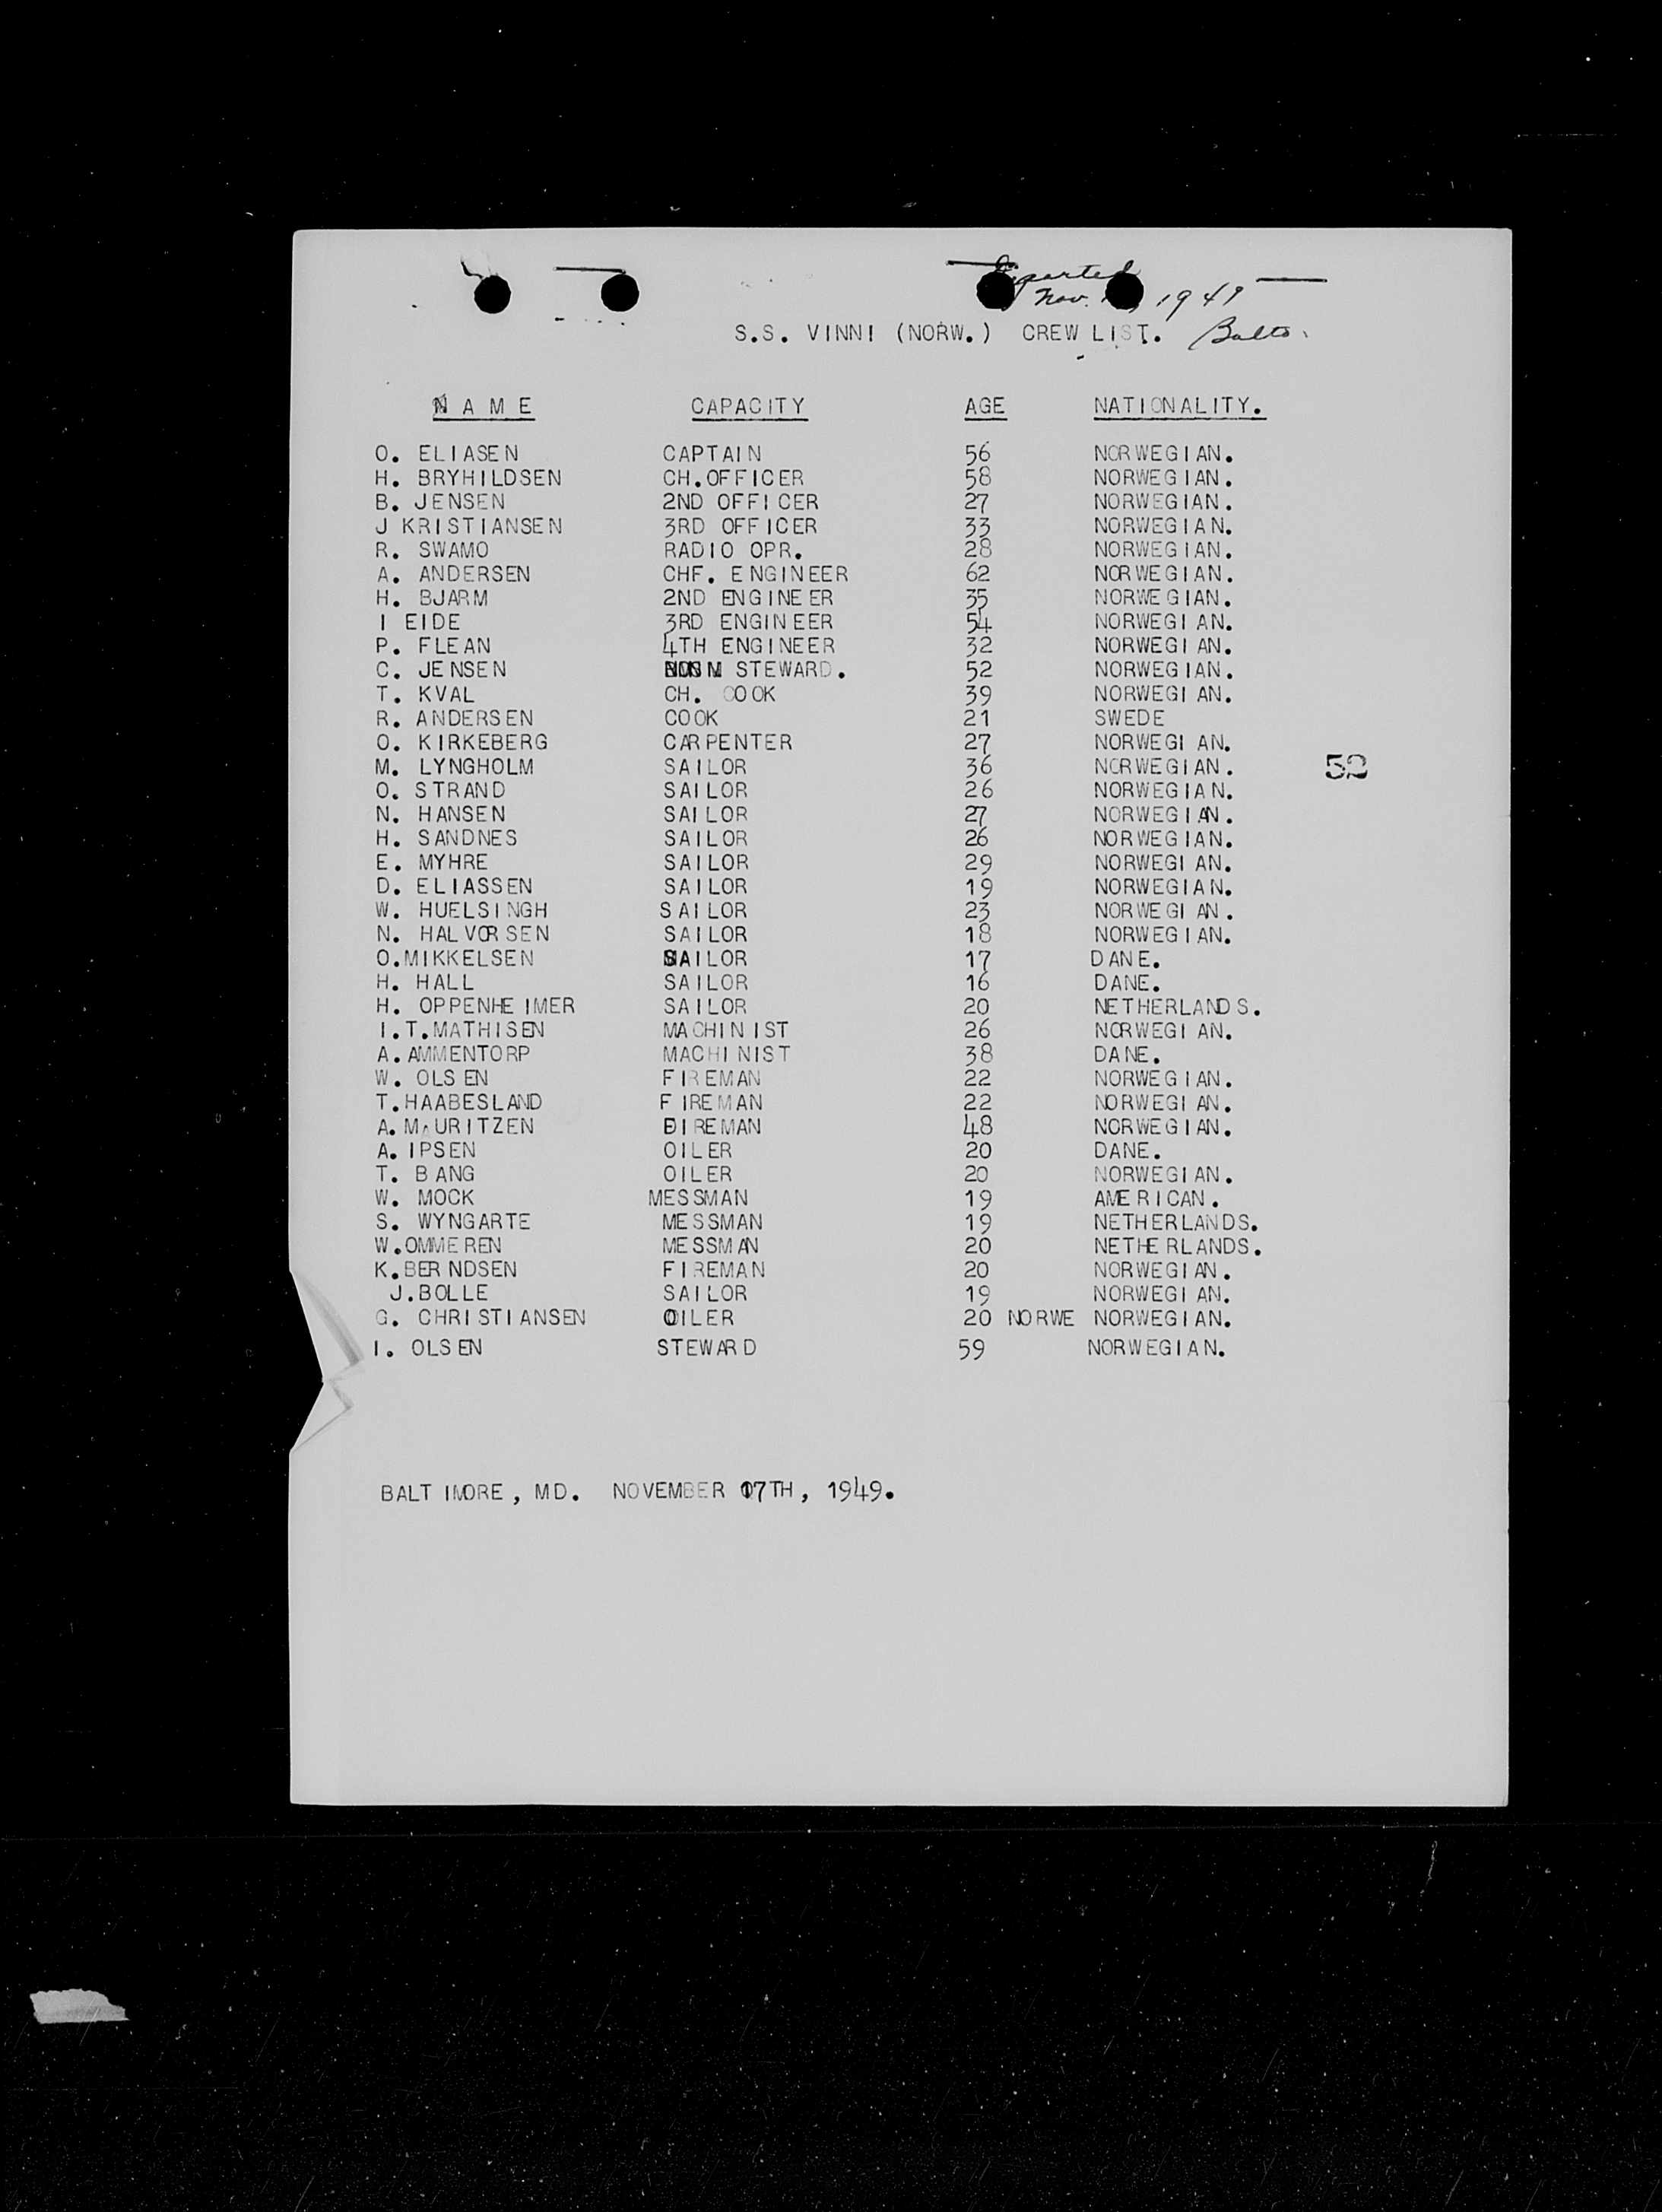 Departed
Nov. 1949
S.S. VINNI (NORW.) CREW LIST. Balto.
NAME CAPACITY AGE NATIONALITY.
O. ELIASEN CAPTAIN 56 NORWEGIAN.
H. BRYHILDSEN CH.OFFICER 58 NORWEGIAN.
B. JENSEN 2ND OFFICER 27 NORWEGIAN.
J KRISTIANSEN 3RD OFFICER 33 NORWEGIAN.
R. SWAMO RADIO OPR. 28 NORWEGIAN.
A. ANDERSEN CHF. ENGINEER 62 NORWEGIAN.
H. BJARM 2ND ENGINEER 35 NORWEGIAN.
I EIDE 3RD ENGINEER 54 NORWEGIAN.
P. FLEAN 4TH ENGINEER 32 NORWEGIAN.
C. JENSEN STEWARD. 52 NORWEGIAN.
T. KVAL CH. COOK 39 NORWEGIAN.
R. ANDERSEN COOK 21 SWEDE
O. KIRKEBERG CARPENTER 27 NORWEGIAN.
M. LYNGHOLM SAILOR 36 NORWEGIAN. 52
O. STRAND SAILOR 26 NORWEGIAN.
N. HANSEN SAILOR 27 NORWEGIAN.
H. SANDNES SAILOR 26 NORWEGIAN.
E. MYHRE SAILOR 29 NORWEGIAN.
D. ELIASSEN SAILOR 19 NORWEGIAN.
W. HUELSINGH SAILOR 23 NORWEGIAN.
N. HALVORSEN SAILOR 18 NORWEGIAN.
O.MIKKELSEN SAILOR 17 DANE.
H. HALL SAILOR 16 DANE.
H. OPPENHEIMER SAILOR 20 NETHERLANDS.
I.T.MATHISEN MACHINIST 26 NORWEGIAN.
A.AMMENTORP MACHINIST 38 DANE.
W. OLSEN FIREMAN 22 NORWEGIAN.
T.HAABESLAND FIREMAN 22 NORWEGIAN.
A.MAURITZEN FIREMAN 48 NORWEGIAN.
A. IPSEN OILER 20 DANE.
T. BANG OILER 20 NORWEGIAN.
W. MOCK MESSMAN 19 AMERICAN.
S. WYNGARTE MESSMAN 19 NETHERLANDS.
W.OMMEREN MESSMAN 20 NETHERLANDS.
K.BERNDSEN FIREMAN 20 NORWEGIAN.
J.BOLLE SAILOR 19 NORWEGIAN.
G. CHRISTIANSEN OILER 20 NORWE NORWEGIAN.
I. OLSEN STEWARD 59 NORWEGIAN.
BALTIMORE, MD. NOVEMBER 17TH, 1949.